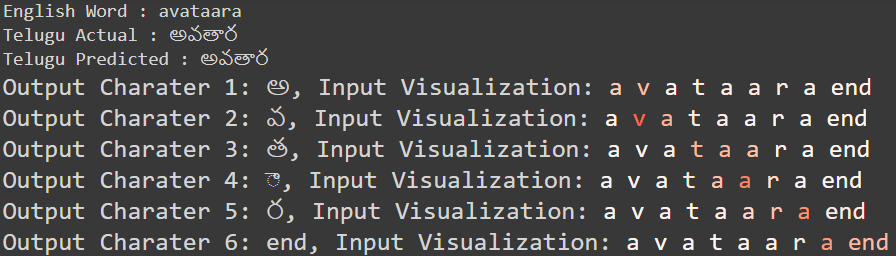 English Word : avataara
Telugu Actual : అవతార
Telugu Predicted : అవతార
Output Charater 1: అ, Input Visualization: a v a t a a r a end
Output Charater 2: వ, Input Visualization: a v a t a a r a end
Output Charater 3: త, Input Visualization: a v a t a a r a end
Output Charater 4: ా, Input Visualization: a v a t a a r a end
Output Charater 5: ర, Input Visualization: a v a t a a r a end
Output Charater 6: end, Input Visualization: a v a t a a r a end